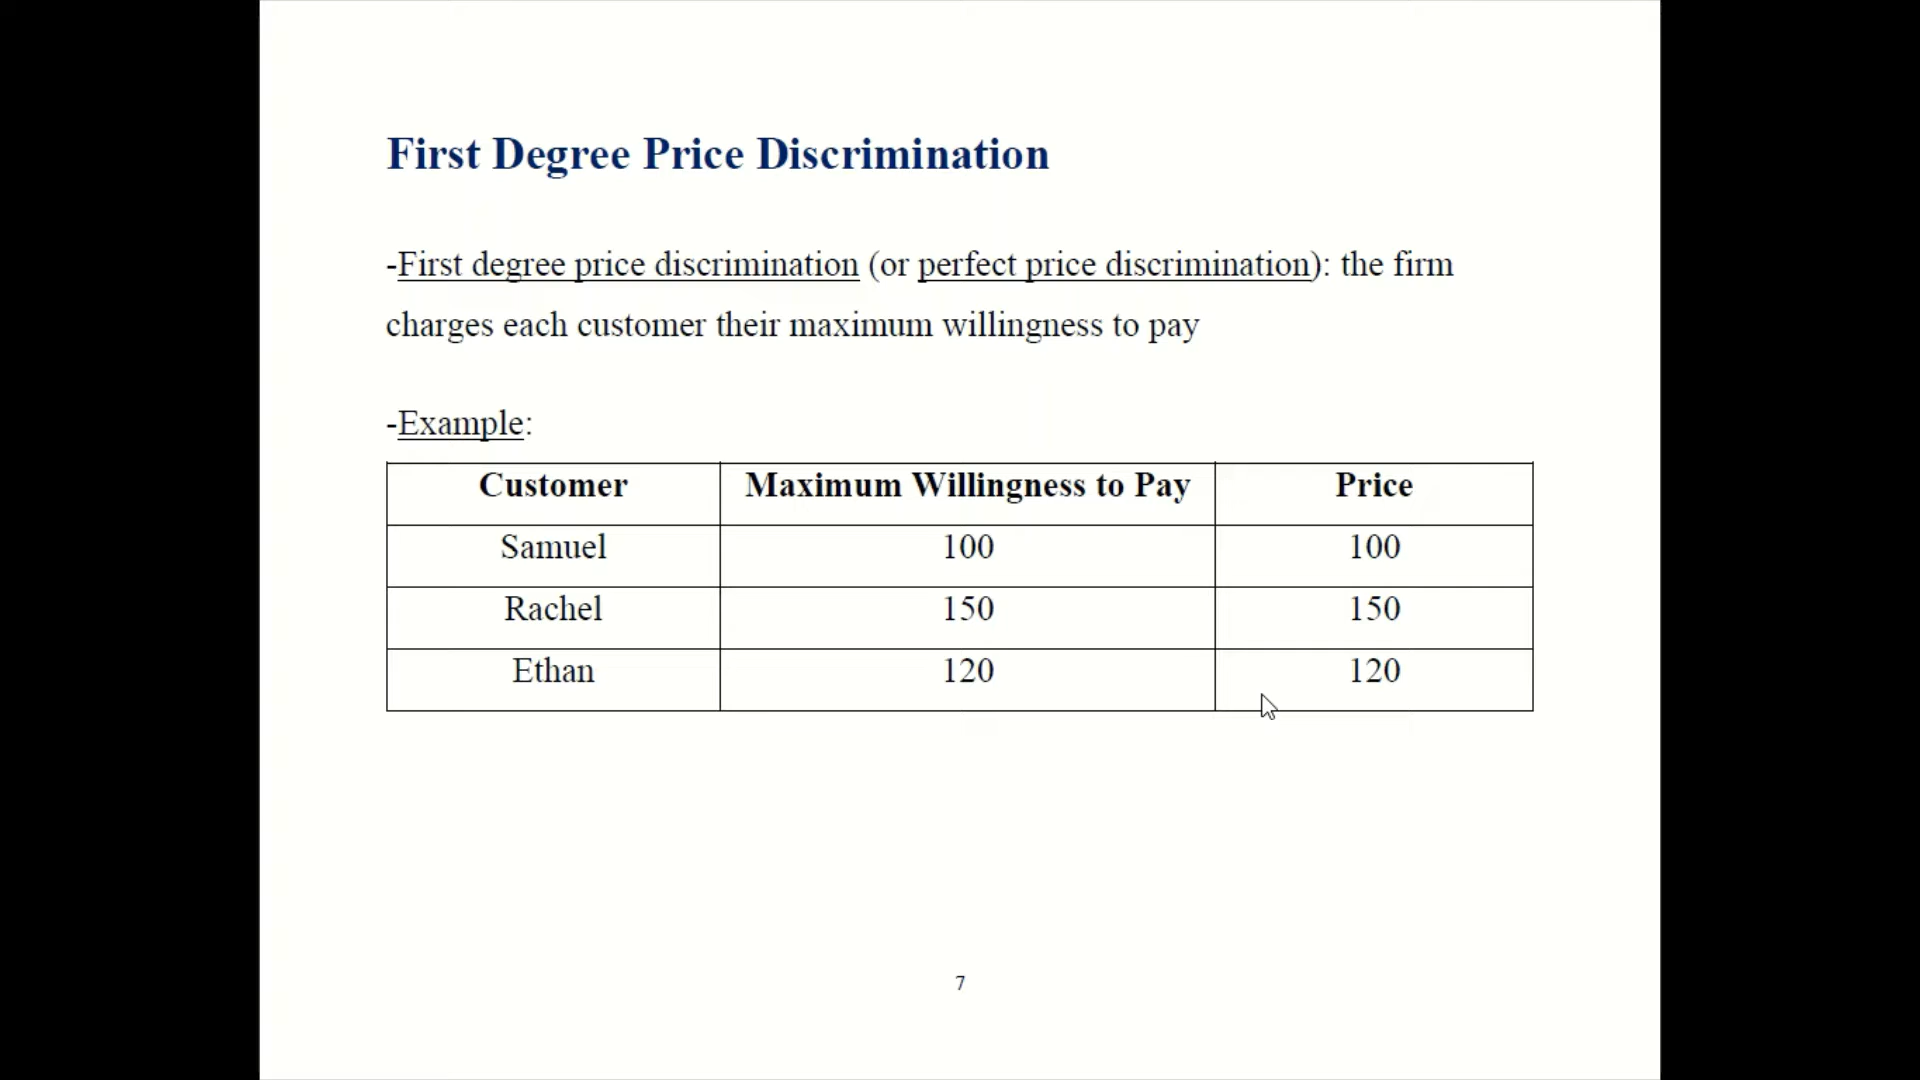 First Degree Price Discrimination
-First degree price discrimination (or perfect price discrimination): the firm
charges each customer their maximum willingness to pay
-Example:
Customer Maximum Willingness to Pay Price
Samuel 100 100
Rachel 150 150
Ethan 120 120
7